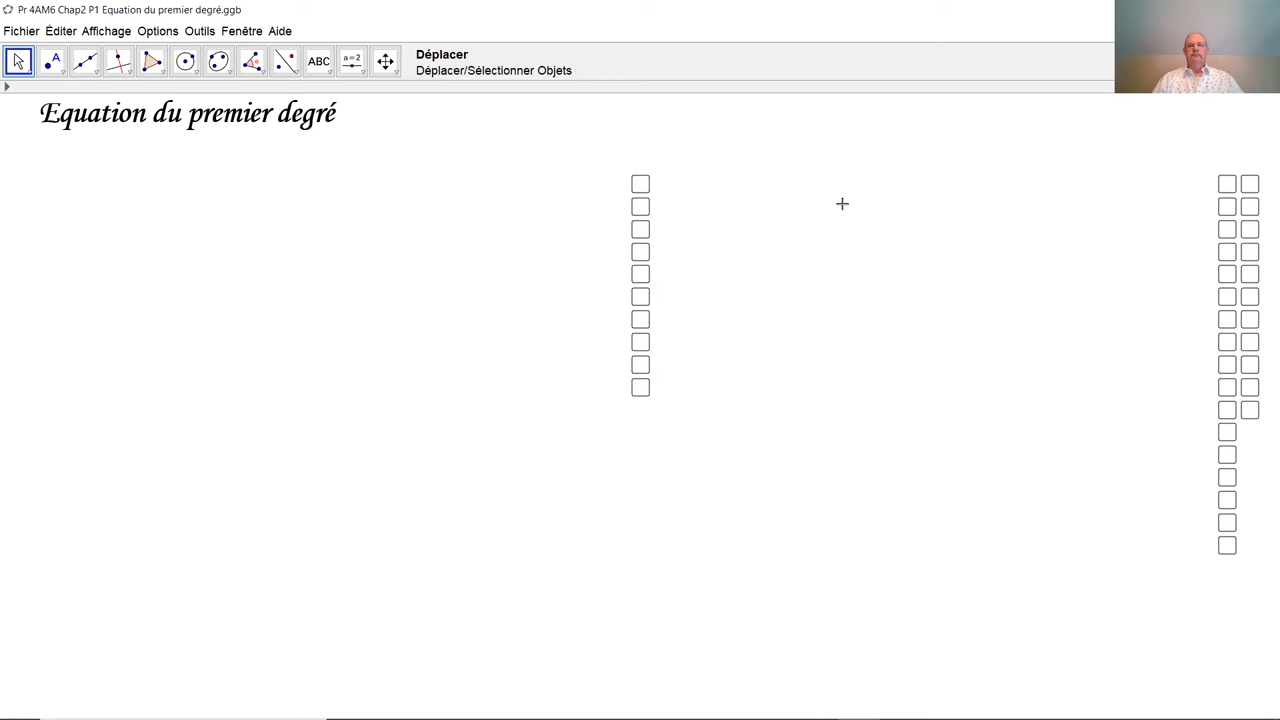 Pr 4AM6 Chap2 P1 Equation du premier degré.ggb
Fichier Éditer Affichage Options Outils Fenêtre Aide
A
ABC
a=2
Déplacer
Déplacer/Sélectionner Objets
Equation du premier degré